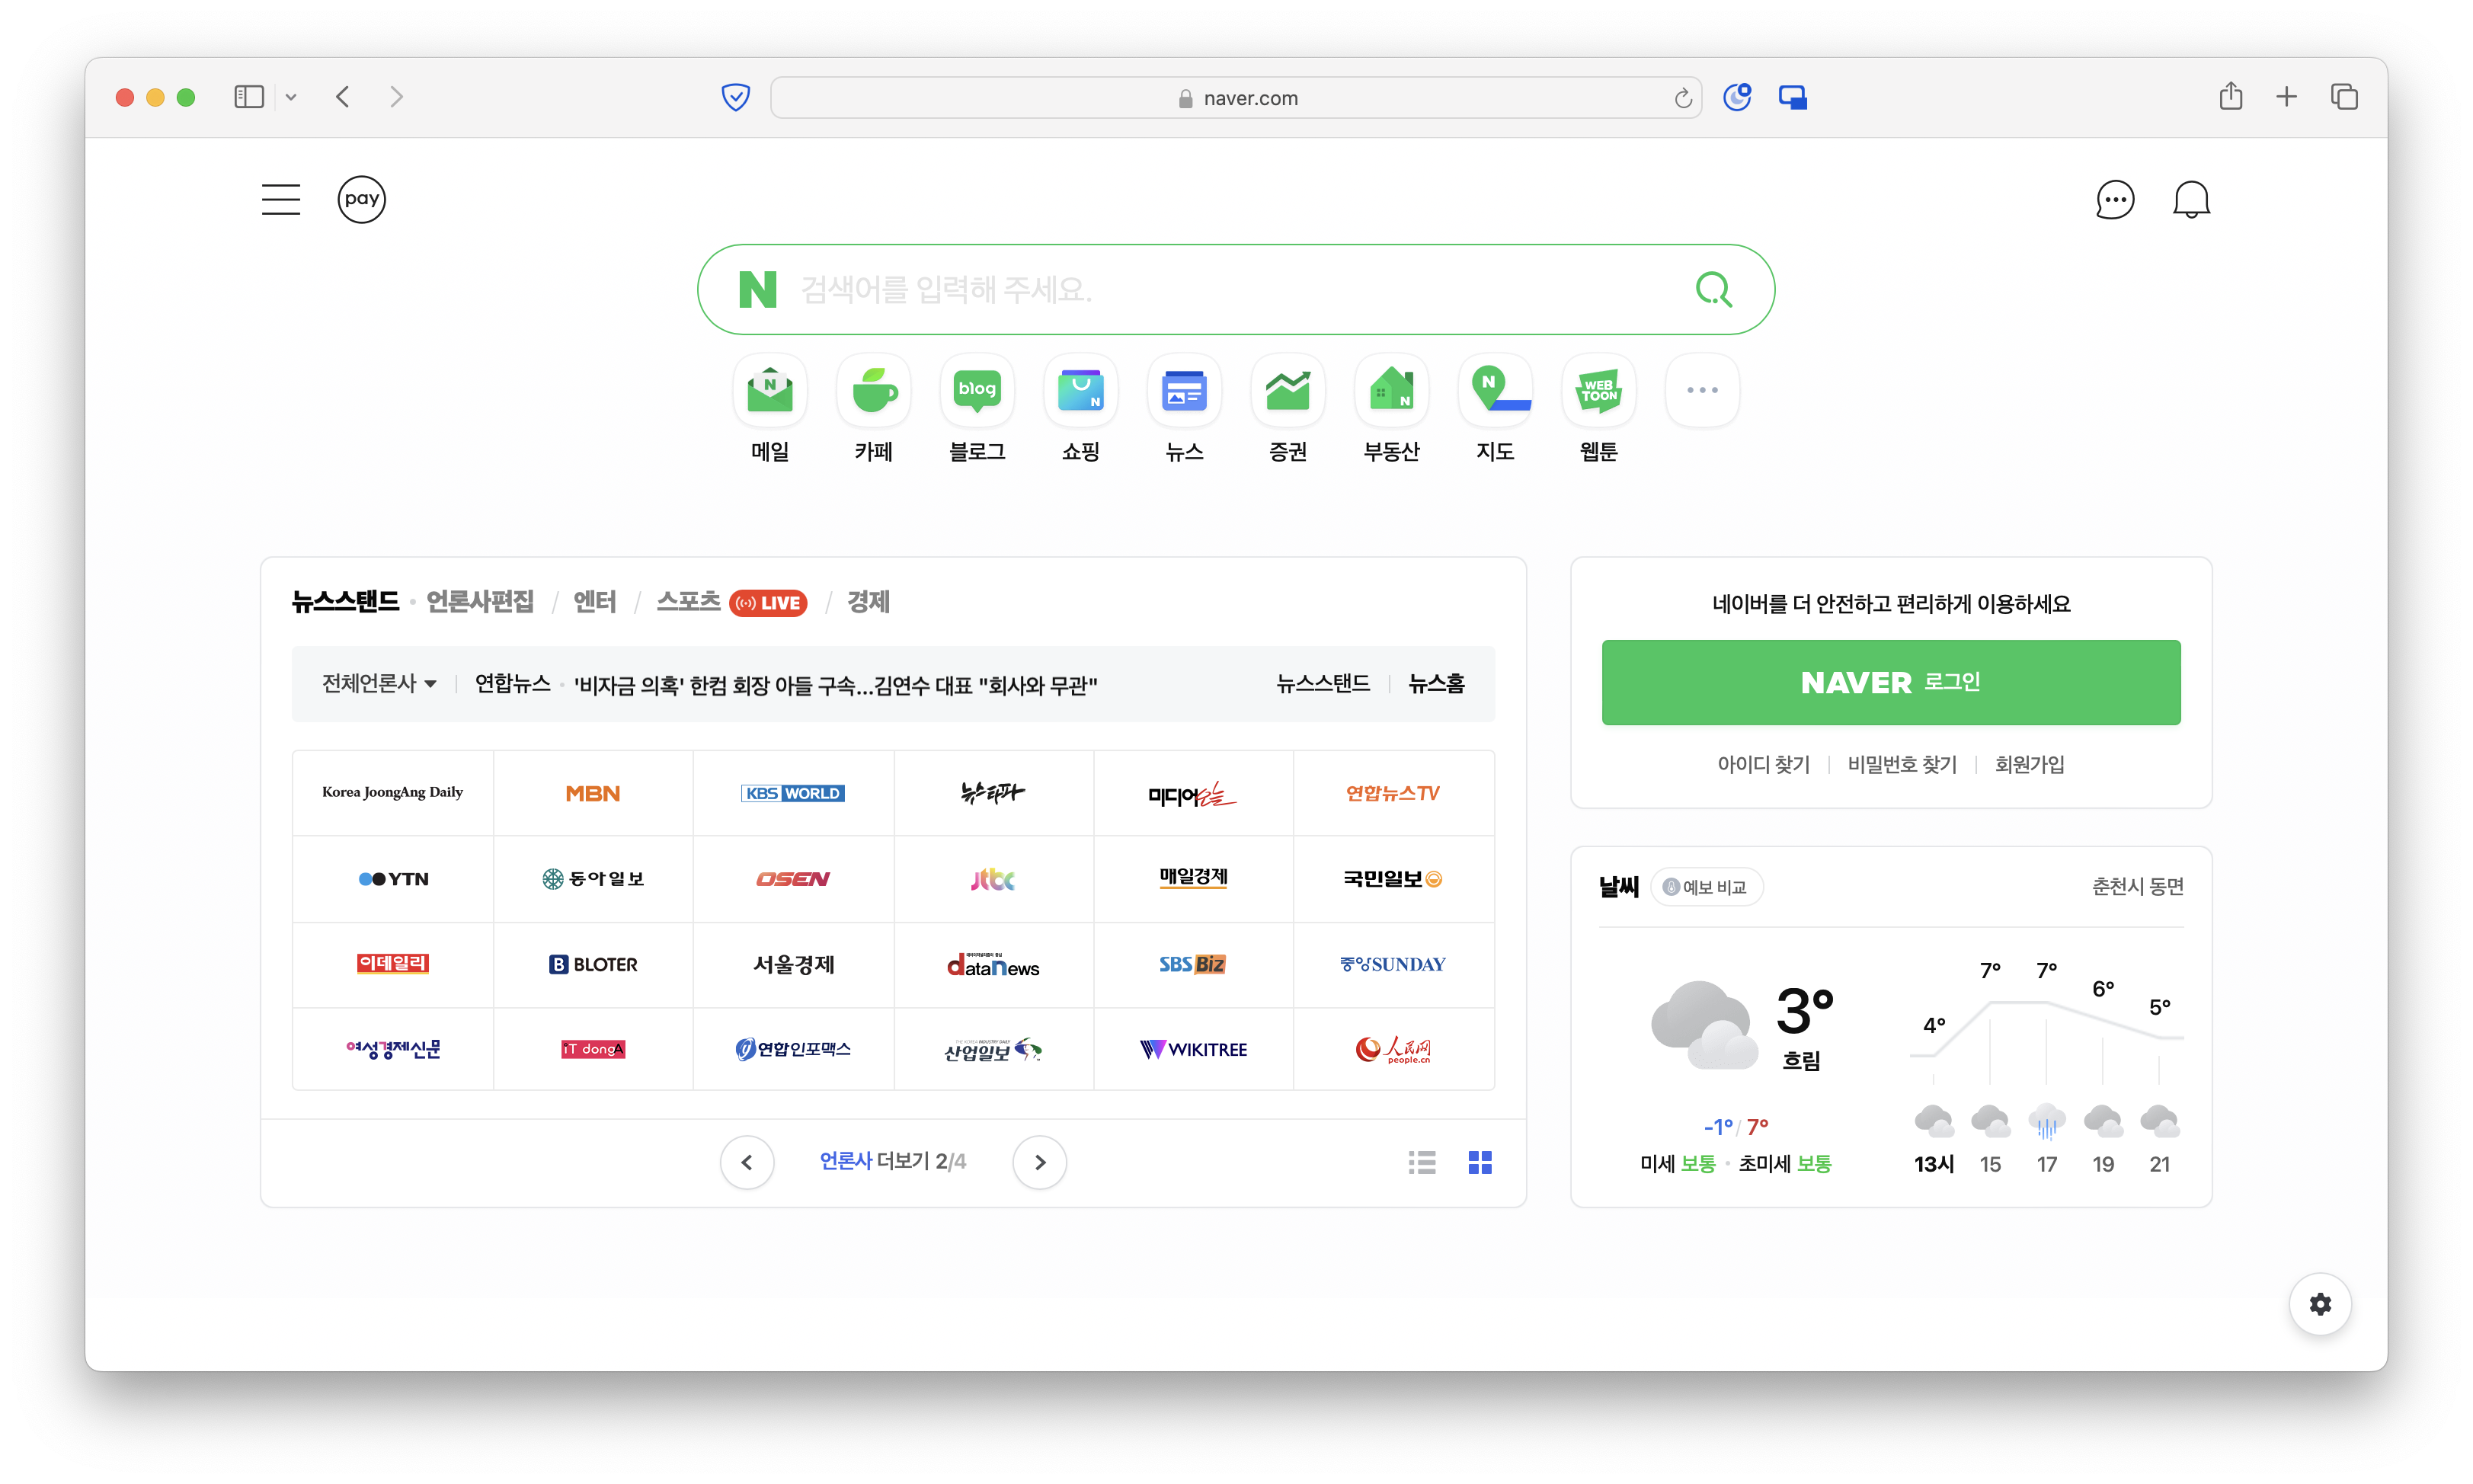 naver.com
pay
N 검색어를 입력해 주세요.
N blog N N N WEB TOON
메일 카페 블로그 쇼핑 뉴스 증권 부동산 지도 웹툰
뉴스스탠드 · 언론사편집 / 엔터 / 스포츠 LIVE / 경제
전체언론사 | 연합뉴스 · '비자금 의혹' 한컴 회장 아들 구속...김연수 대표 "회사와 무관" 뉴스스탠드 | 뉴스홈
Korea JoongAng Daily MBN KBS WORLD 뉴스타파 미디어오늘 연합뉴스TV
YTN 동아일보 OSEN jtbc 매일경제 국민일보
이데일리 B BLOTER 서울경제 dataNews SBS Biz 중앙SUNDAY
여성경제신문 iT dongA 연합인포맥스 산업일보 WIKITREE 人民网 people.cn
언론사 더보기 2/4
네이버를 더 안전하고 편리하게 이용하세요
NAVER 로그인
아이디 찾기 | 비밀번호 찾기 | 회원가입
날씨 예보 비교 춘천시 동면
3°
흐림
-1° / 7°
미세 보통 · 초미세 보통
4° 7° 7° 6° 5°
13시 15 17 19 21